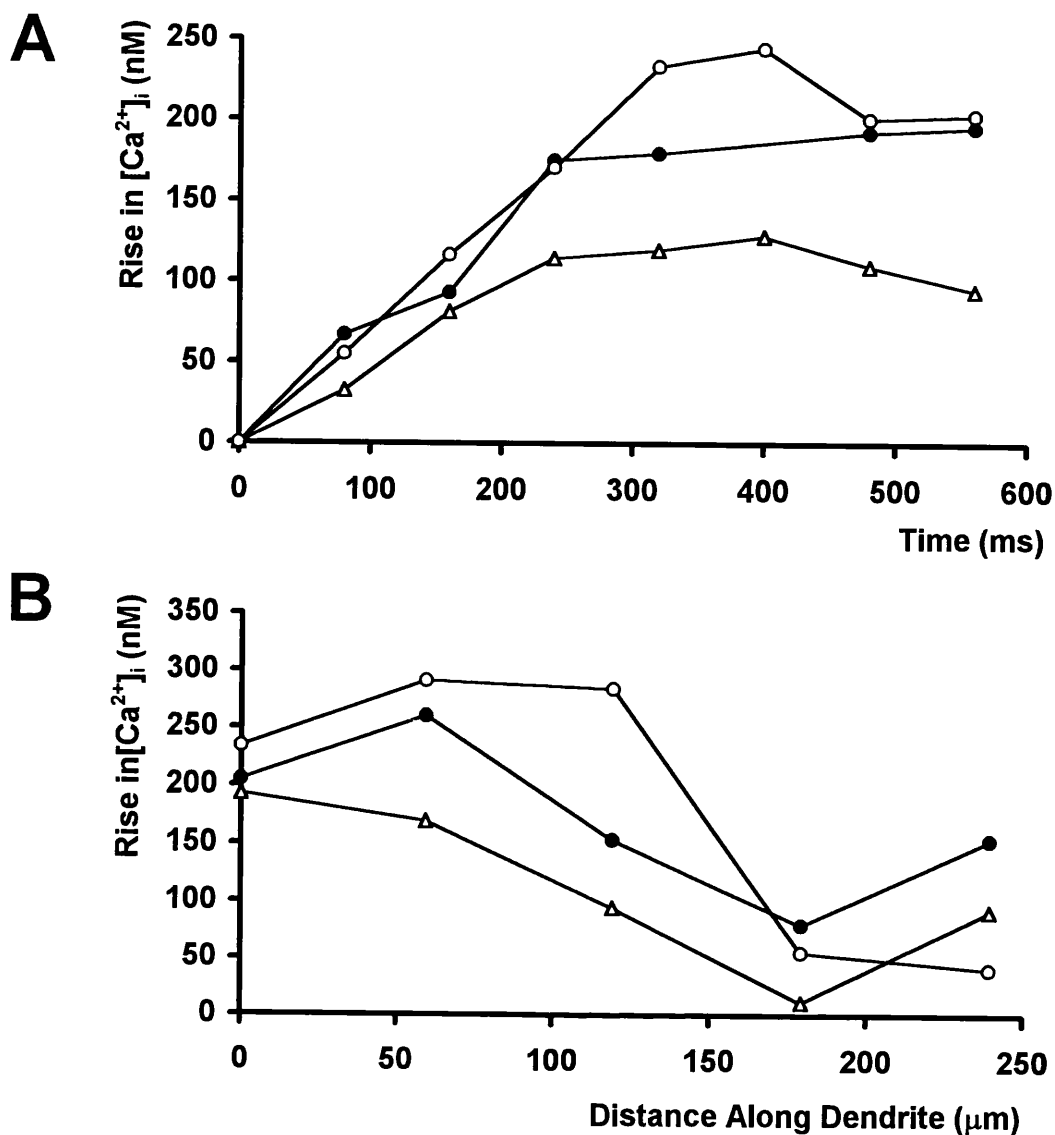 A
Rise in [Ca²⁺]ᵢ (nM)
250
200
150
100
50
0
0 100 200 300 400 500 600
Time (ms)
B
Rise in[Ca²⁺]ᵢ (nM)
350
300
250
200
150
100
50
0
0 50 100 150 200 250
Distance Along Dendrite (μm)